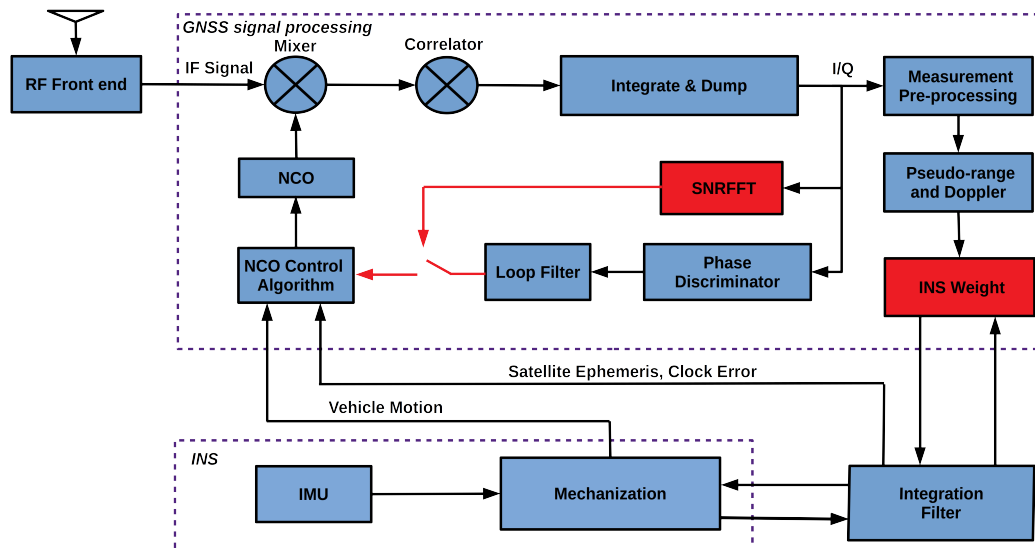 GNSS signal processing
Mixer
Correlator
RF Front end
IF Signal
Integrate & Dump
I/Q
Measurement
Pre-processing
NCO
SNRFFT
Pseudo-range
and Doppler
NCO Control
Algorithm
Loop Filter
Phase
Discriminator
INS Weight
Satellite Ephemeris, Clock Error
Vehicle Motion
INS
IMU
Mechanization
Integration
Filter